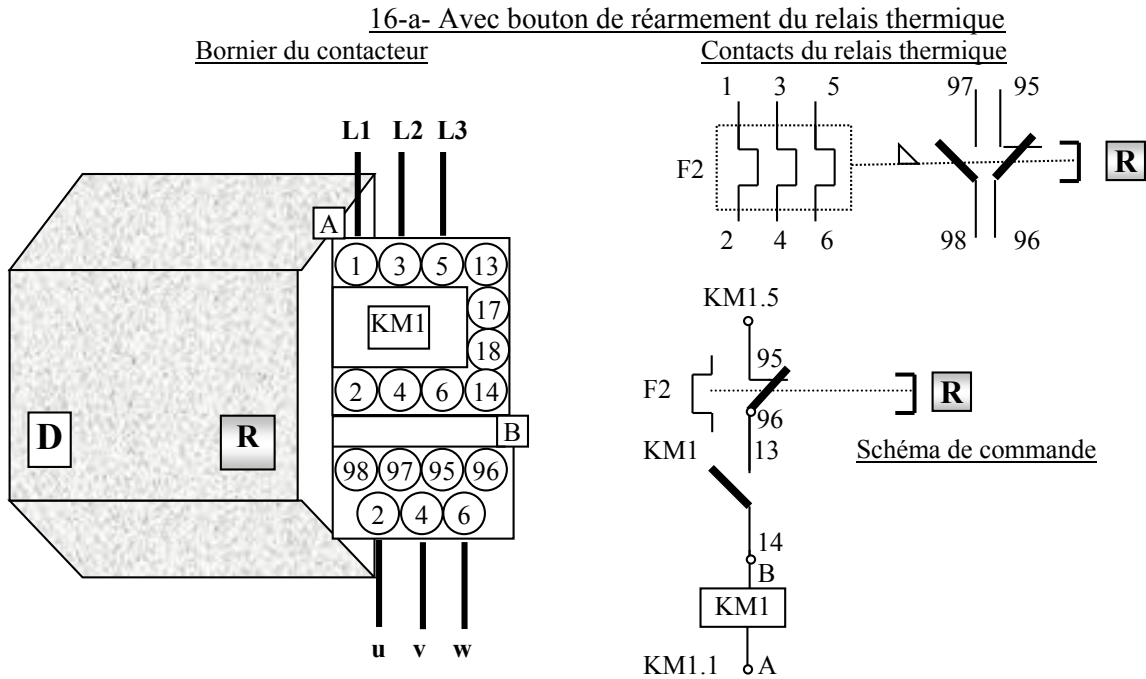 16-a- Avec bouton de réarmement du relais thermique
Bornier du contacteur
Contacts du relais thermique
L1 L2 L3
A
1 3 5 13
KM1
17
18
2 4 6 14
B
D
R
98 97 95 96
2 4 6
u v w
1 3 5 97 95
F2
R
2 4 6 98 96
KM1.5
95
F2
R
96
KM1
13
Schéma de commande
14
B
KM1
KM1.1 A